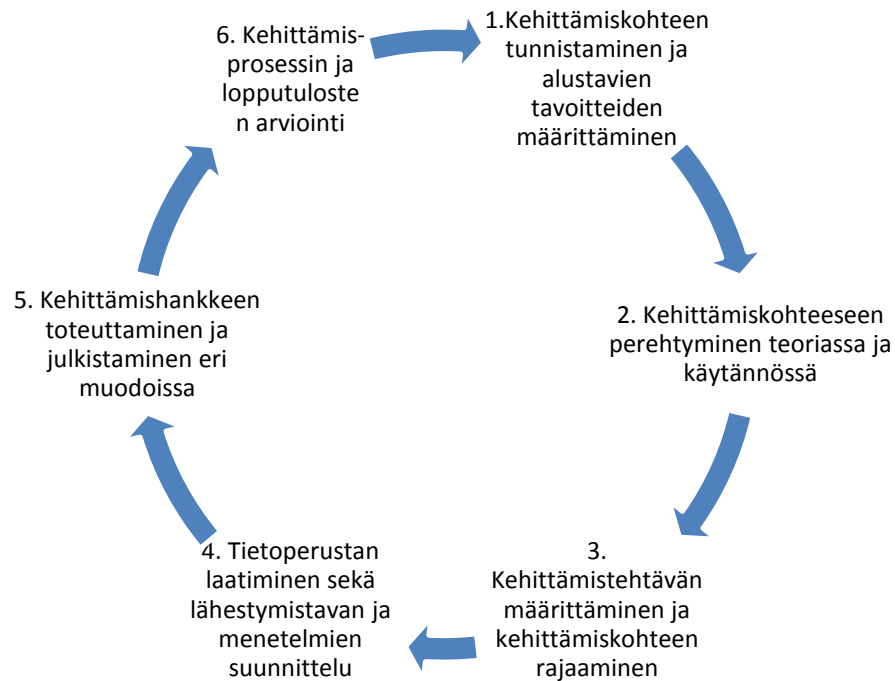 1.Kehittämiskohteen
tunnistaminen ja
alustavien
tavoitteiden
määrittäminen
2. Kehittämiskohteeseen
perehtyminen teoriassa ja
käytännössä
3.
Kehittämistehtävän
määrittäminen ja
kehittämiskohteen
rajaaminen
4. Tietoperustan
laatiminen sekä
lähestymistavan ja
menetelmien
suunnittelu
5. Kehittämishankkeen
toteuttaminen ja
julkistaminen eri
muodoissa
6. Kehittämis-
prosessin ja
lopputuloste
n arviointi